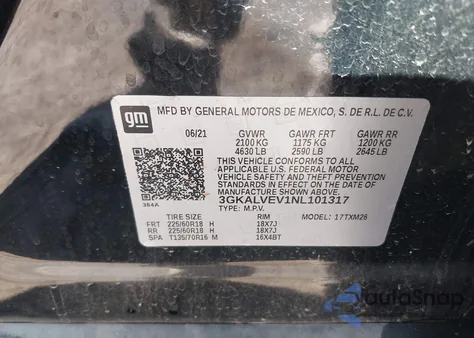 gm
MFD BY GENERAL MOTORS DE MEXICO, S. DE R.L. DE C.V.
06/21 GVWR GAWR FRT GAWR RR
2100 KG 1175 KG 1200 KG
4630 LB 2590 LB 2645 LB
THIS VEHICLE CONFORMS TO ALL
APPLICABLE U.S. FEDERAL MOTOR
VEHICLE SAFETY, BUMPER, AND THEFT
PREVENTION STANDARDS IN EFFECT
ON THE DATE OF
MANUFACTURE SHOWN ABOVE.
3GKALVEV1NL101317
384A TYPE: M.P.V.
TIRE SIZE RIM MODEL: 17TXM26
FRT 225/60R18 H 18X7J
RR 225/60R18 H 18X7J
SPA T135/70R16 M 16X4BT
autaSnap